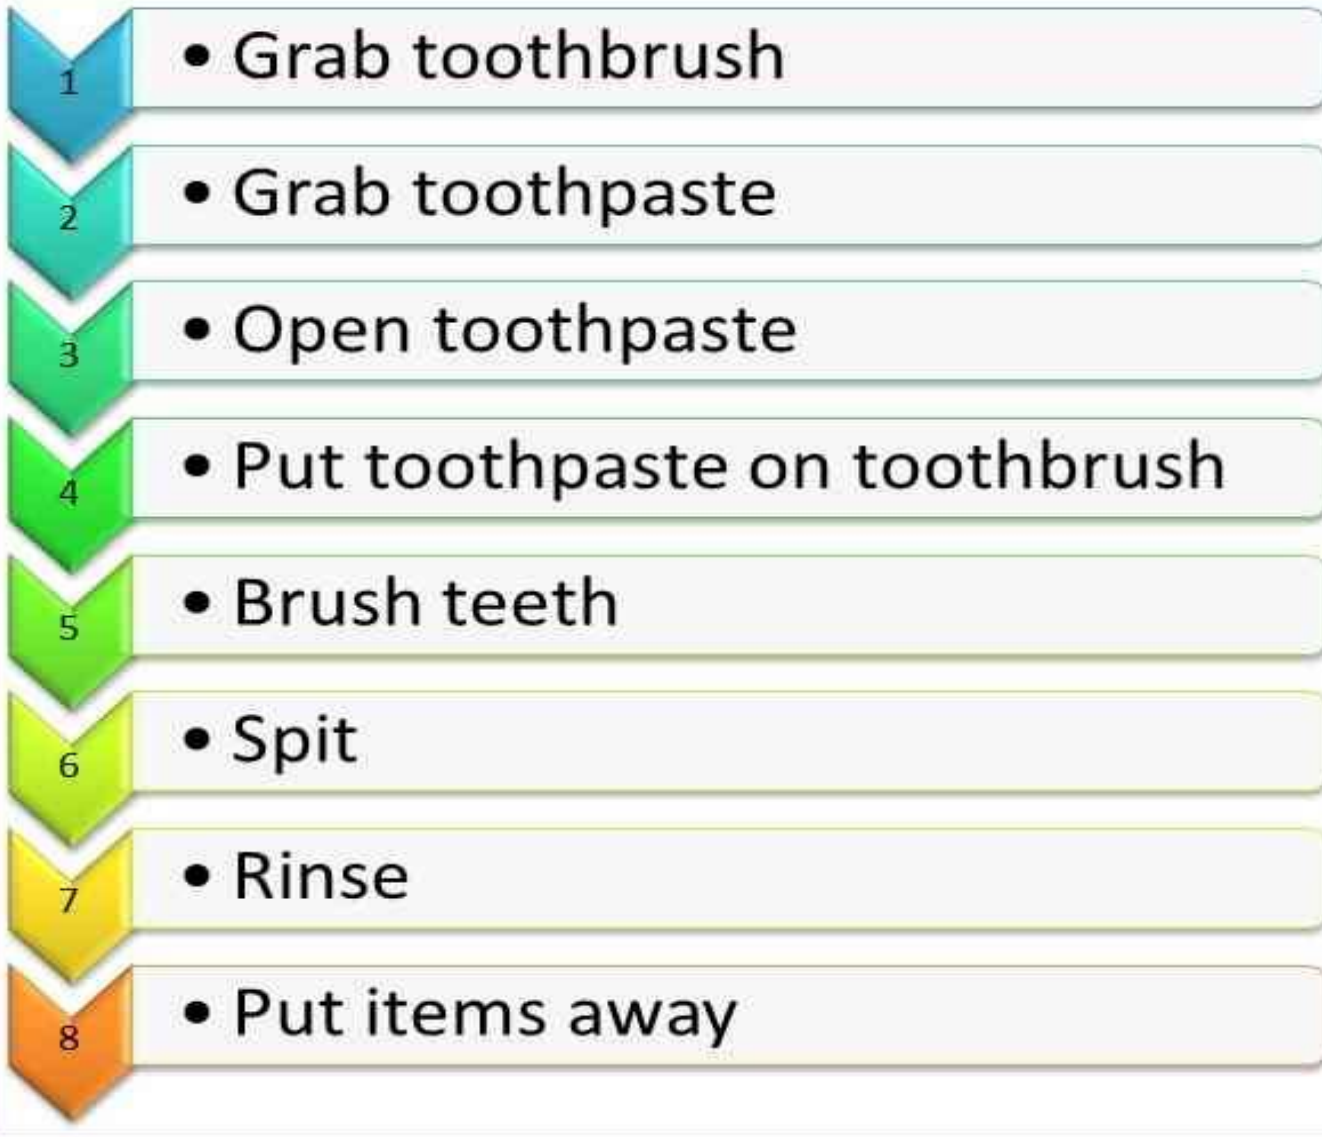 1 • Grab toothbrush
2 • Grab toothpaste
3 • Open toothpaste
4 • Put toothpaste on toothbrush
5 • Brush teeth
6 • Spit
7 • Rinse
8 • Put items away